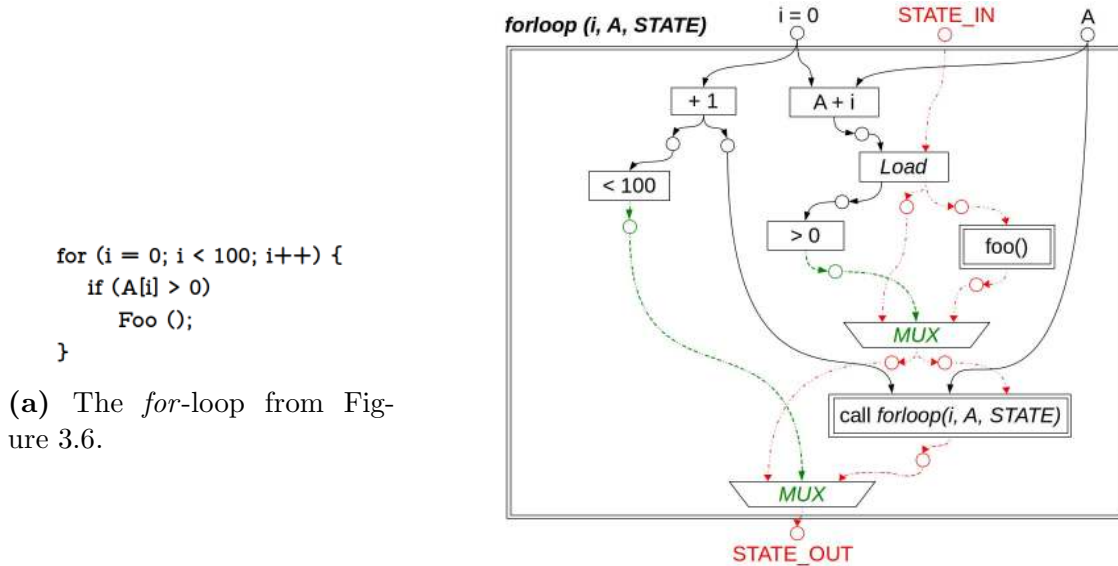 for (i = 0; i < 100; i++) {
if (A[i] > 0)
Foo ();
}
(a) The for-loop from Fig-
ure 3.6.
forloop (i, A, STATE)
i = 0
STATE_IN
A
+ 1
A + i
Load
< 100
> 0
foo()
MUX
call forloop(i, A, STATE)
MUX
STATE_OUT